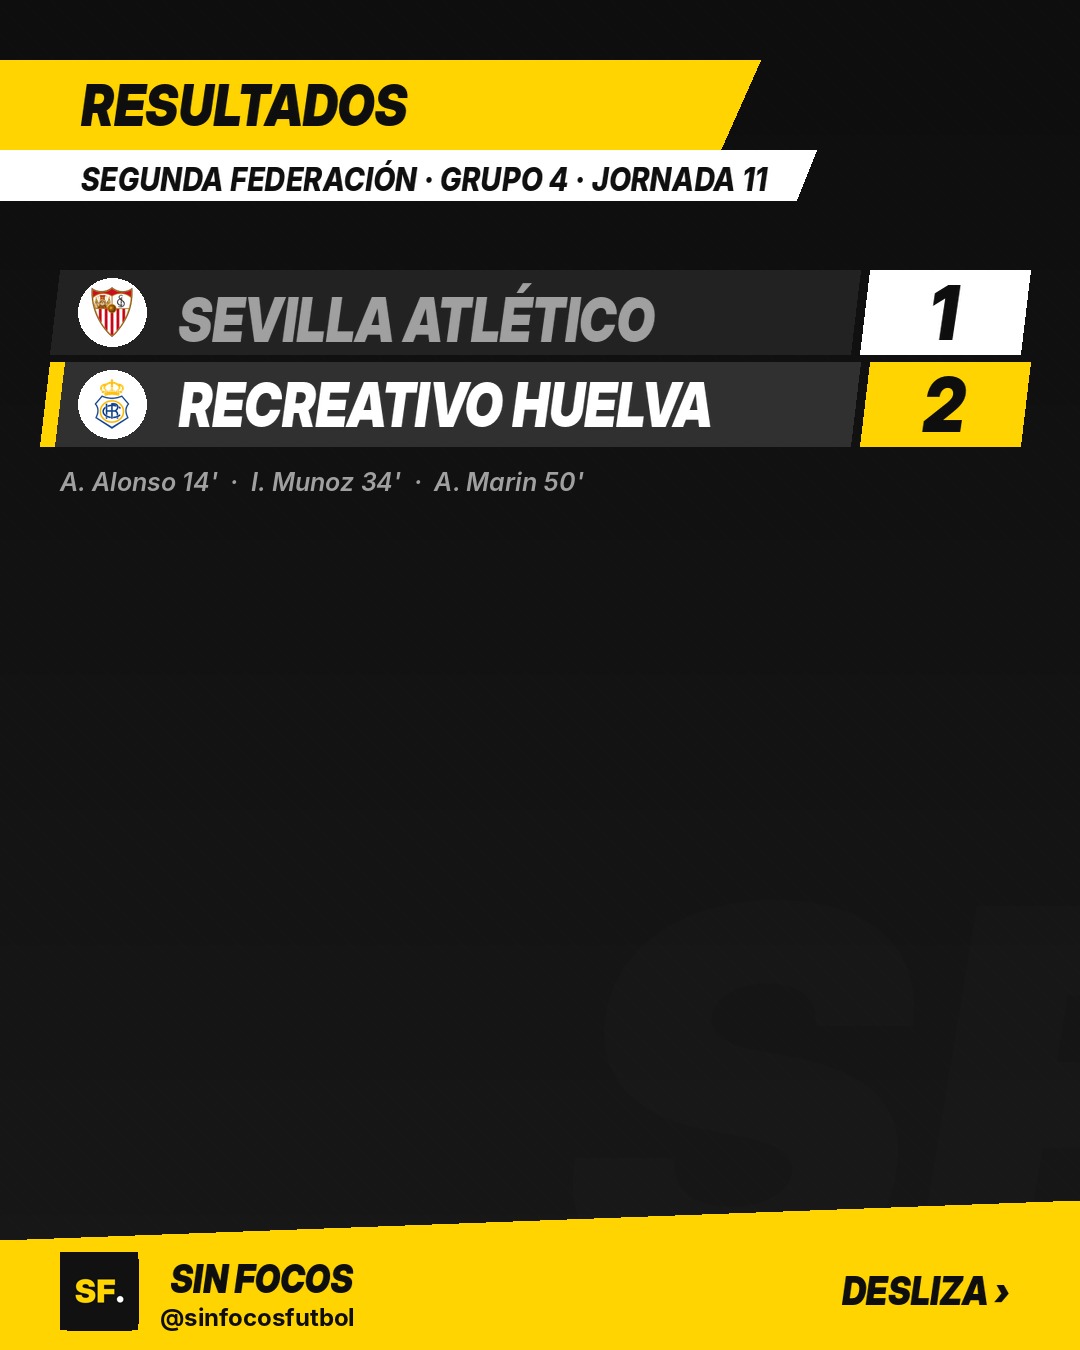 RESULTADOS
SEGUNDA FEDERACIÓN · GRUPO 4 · JORNADA 11
SEVILLA ATLÉTICO 1
RECREATIVO HUELVA 2
A. Alonso 14' · I. Munoz 34' · A. Marin 50'
SF
SF.
SIN FOCOS
@sinfocosfutbol
DESLIZA ›